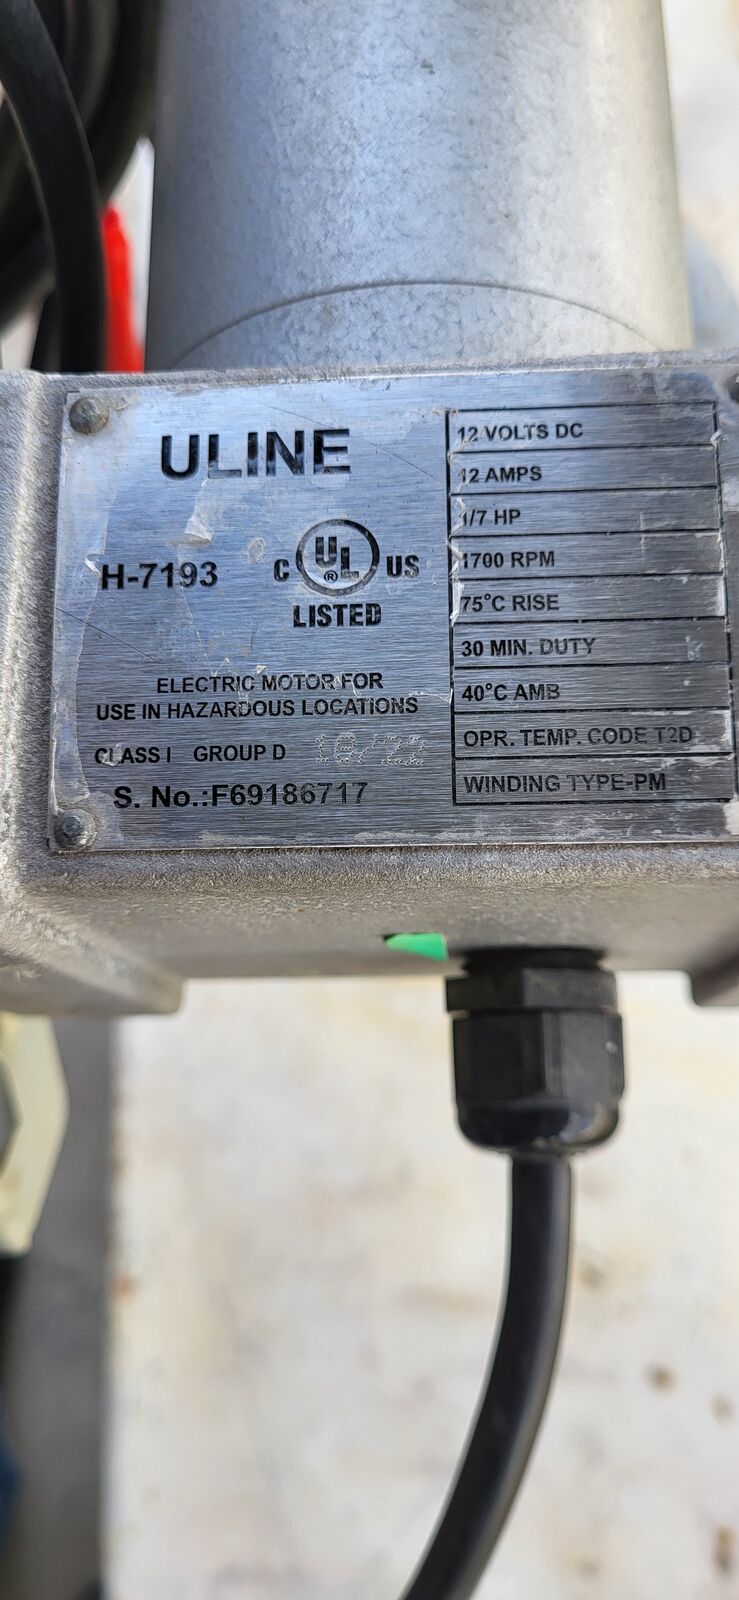 ULINE
H-7193
C UL® US
LISTED
ELECTRIC MOTOR FOR
USE IN HAZARDOUS LOCATIONS
CLASS I GROUP D 18/22
S. No.:F69186717
12 VOLTS DC
12 AMPS
1/7 HP
1700 RPM
75°C RISE
30 MIN. DUTY
40°C AMB
OPR. TEMP. CODE T2D
WINDING TYPE-PM